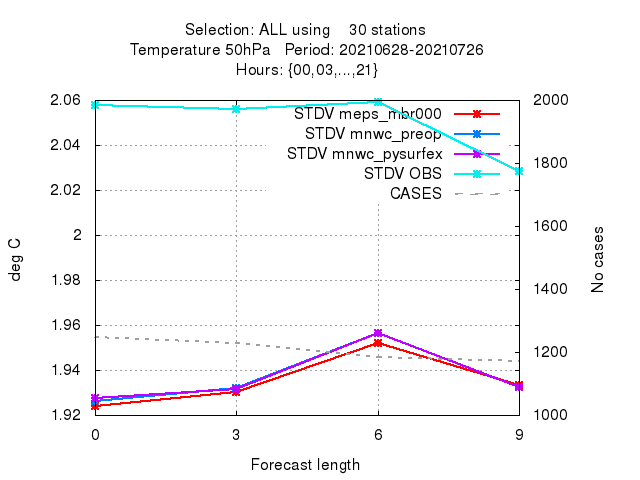 Selection: ALL using 30 stations
Temperature 50hPa Period: 20210628-20210726
Hours: {00,03,...,21}
2.06
2.04
2.02
2
1.98
1.96
1.94
1.92
deg C
STDV meps_mbr000
STDV mnwc_preop
STDV mnwc_pysurfex
STDV OBS
CASES
2000
1800
1600
1400
1200
1000
No cases
0 3 6 9
Forecast length